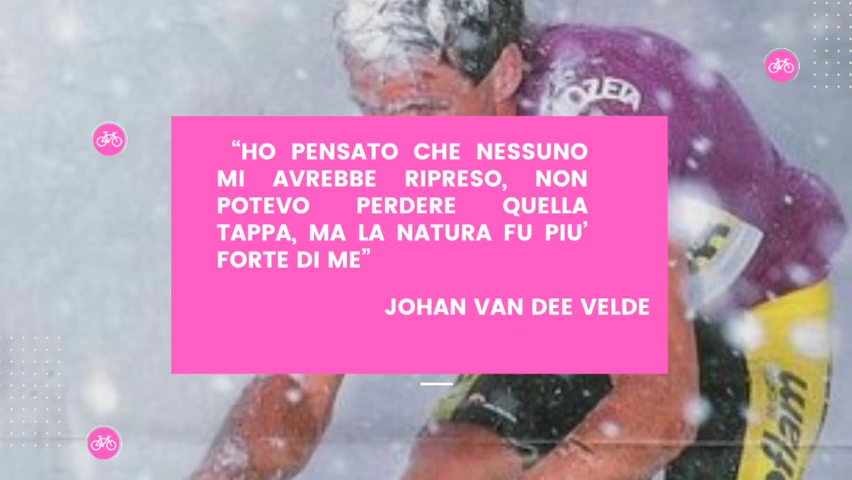 “HO PENSATO CHE NESSUNO
MI AVREBBE RIPRESO, NON
POTEVO PERDERE QUELLA
TAPPA, MA LA NATURA FU PIU’
FORTE DI ME”
JOHAN VAN DEE VELDE